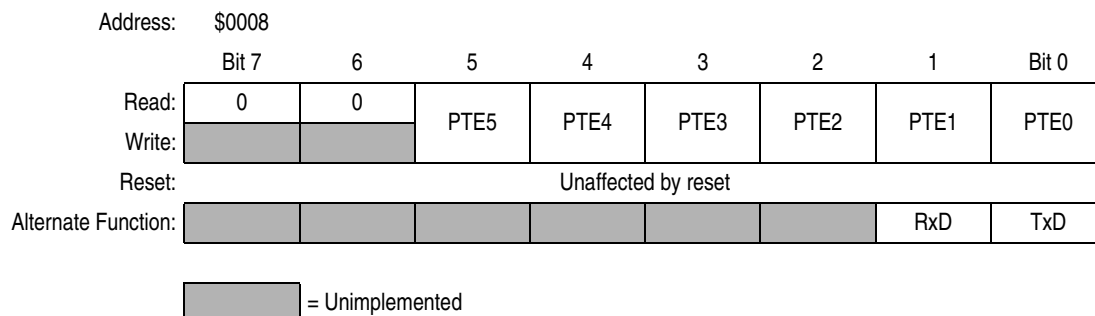 Address: $0008
Bit 7 6 5 4 3 2 1 Bit 0
Read: 0 0 PTE5 PTE4 PTE3 PTE2 PTE1 PTE0
Write:
Reset: Unaffected by reset
Alternate Function: RxD TxD
= Unimplemented